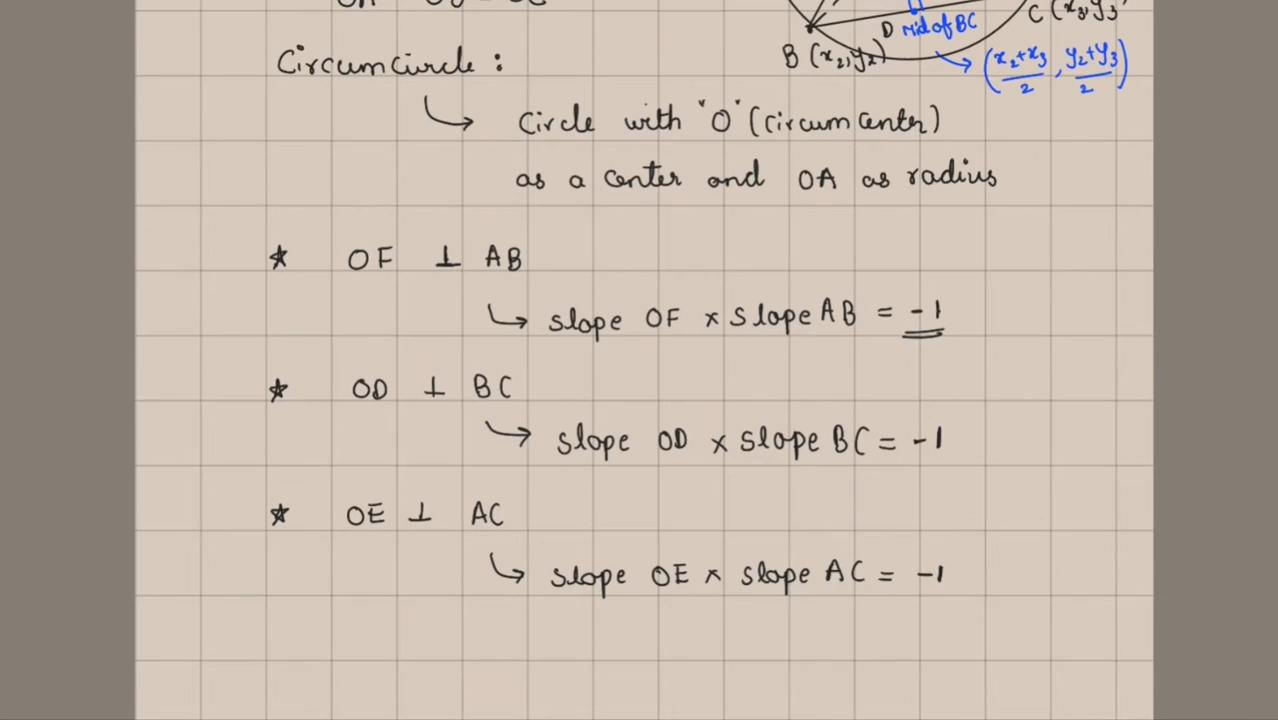 C (x₃, y₃
D mid of BC
B (x₂, y₂)
(x₂+x₃/2, y₂+y₃/2)
Circumcircle :
Circle with "O" (circumcenter)
as a center and OA as radius
☆ OF ⊥ AB
slope OF × slope AB = -1
☆ OD ⊥ BC
slope OD × slope BC = -1
☆ OE ⊥ AC
slope OE × slope AC = -1